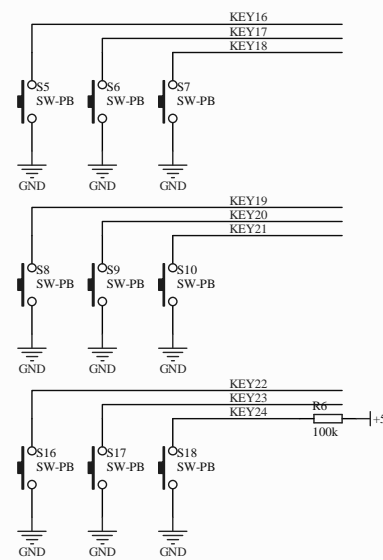 KEY16
KEY17
KEY18
S5 S6 S7
SW-PB SW-PB SW-PB
GND GND GND
KEY19
KEY20
KEY21
S8 S9 S10
SW-PB SW-PB SW-PB
GND GND GND
KEY22
KEY23
KEY24 R6 +5
100k
S16 S17 S18
SW-PB SW-PB SW-PB
GND GND GND